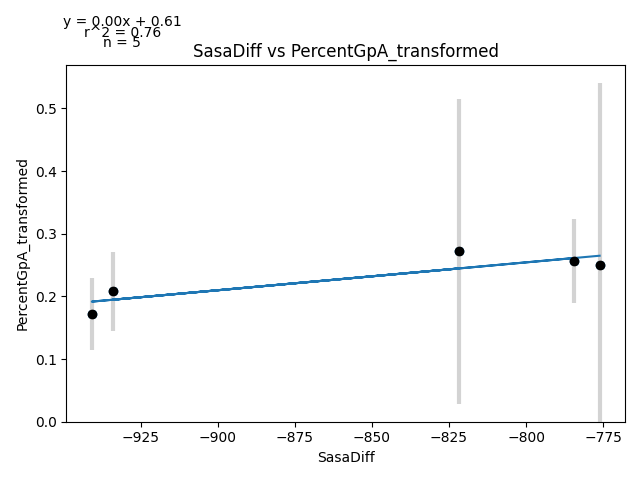 y = 0.00x + 0.61
r^2 = 0.76
n = 5
SasaDiff vs PercentGpA_transformed
0.5
0.4
0.3
0.2
0.1
0.0
PercentGpA_transformed
−925
−900
−875
−850
−825
−800
−775
SasaDiff